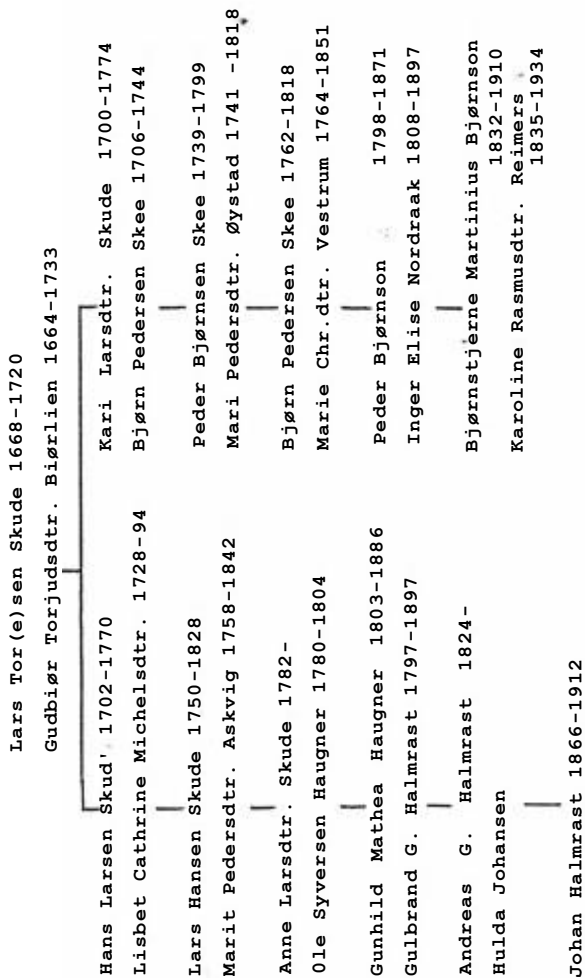 Lars Tor(e)sen Skude 1668-1720
Gudbiør Torjudsdtr. Biørlien 1664-1733
Hans Larsen Skud' 1702-1770
Lisbet Cathrine Michelsdtr. 1728-94
Lars Hansen Skude 1750-1828
Marit Pedersdtr. Askvig 1758-1842
Anne Larsdtr. Skude 1782-
Ole Syversen Haugner 1780-1804
Gunhild Mathea Haugner 1803-1886
Gulbrand G. Halmrast 1797-1897
Andreas G. Halmrast 1824-
Hulda Johansen
Johan Halmrast 1866-1912
Kari Larsdtr. Skude 1700-1774
Bjørn Pedersen Skee 1706-1744
Peder Bjørnsen Skee 1739-1799
Mari Pedersdtr. Øystad 1741 -1818
Bjørn Pedersen Skee 1762-1818
Marie Chr.dtr. Vestrum 1764-1851
Peder Bjørnson 1798-1871
Inger Elise Nordraak 1808-1897
Bjørnstjerne Martinius Bjørnson
1832-1910
Karoline Rasmusdtr. Reimers
1835-1934